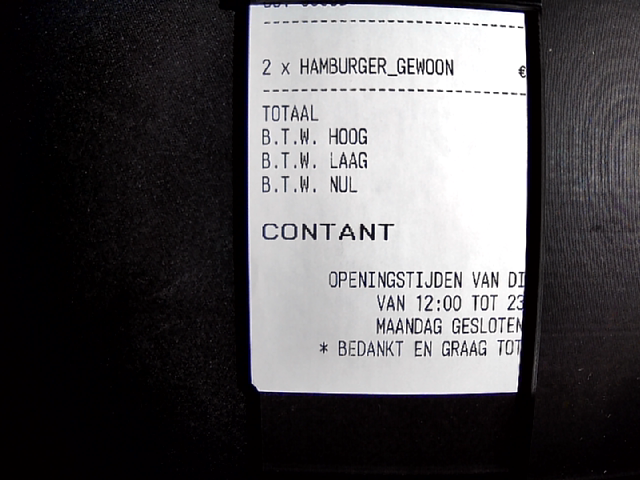 2 x HAMBURGER_GEWOON €
TOTAAL
B.T.W. HOOG
B.T.W. LAAG
B.T.W. NUL
CONTANT
OPENINGSTIJDEN VAN DI
VAN 12:00 TOT 23
MAANDAG GESLOTEN
* BEDANKT EN GRAAG TOT